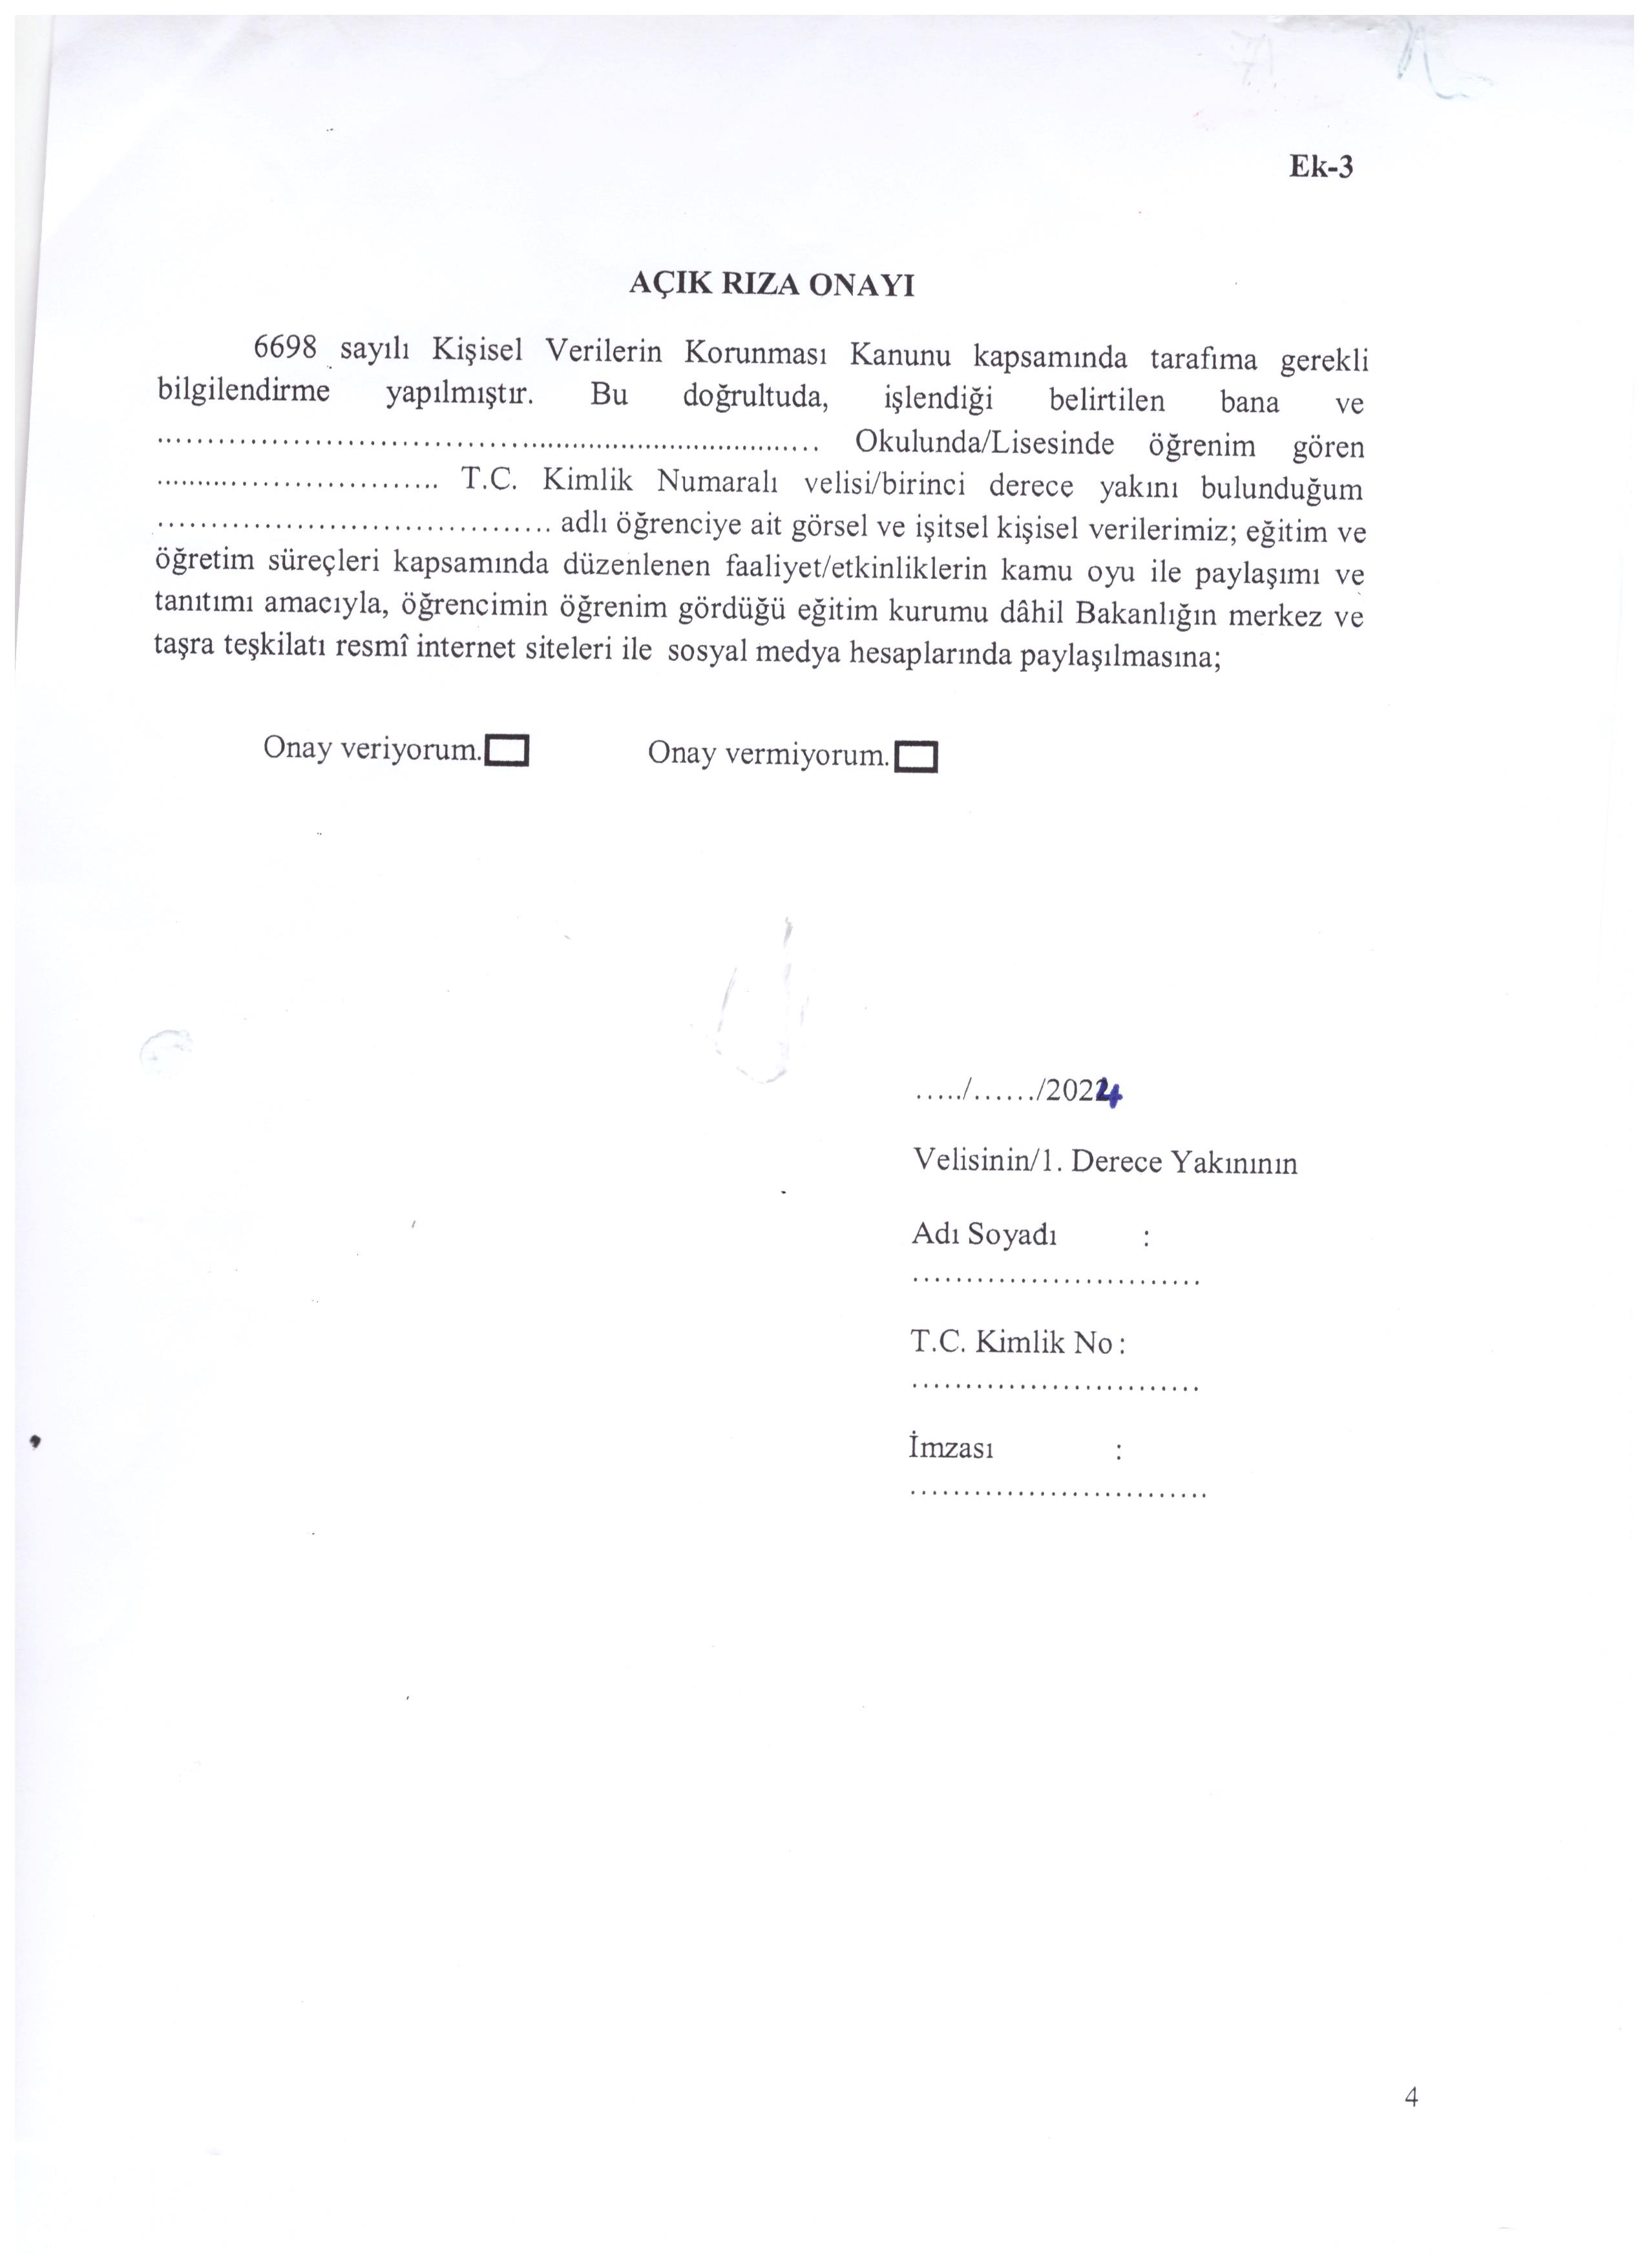 Ek-3
AÇIK RIZA ONAYI
6698 sayılı Kişisel Verilerin Korunması Kanunu kapsamında tarafıma gerekli
bilgilendirme yapılmıştır. Bu doğrultuda, işlendiği belirtilen bana ve
.................................................................... Okulunda/Lisesinde öğrenim gören
............................. T.C. Kimlik Numaralı velisi/birinci derece yakını bulunduğum
..................................... adlı öğrenciye ait görsel ve işitsel kişisel verilerimiz; eğitim ve
öğretim süreçleri kapsamında düzenlenen faaliyet/etkinliklerin kamu oyu ile paylaşımı ve
tanıtımı amacıyla, öğrencimin öğrenim gördüğü eğitim kurumu dâhil Bakanlığın merkez ve
taşra teşkilatı resmî internet siteleri ile sosyal medya hesaplarında paylaşılmasına;
Onay veriyorum. Onay vermiyorum.
...../....../2024
Velisinin/1. Derece Yakınının
Adı Soyadı :
...........................
T.C. Kimlik No :
...........................
İmzası :
............................
4